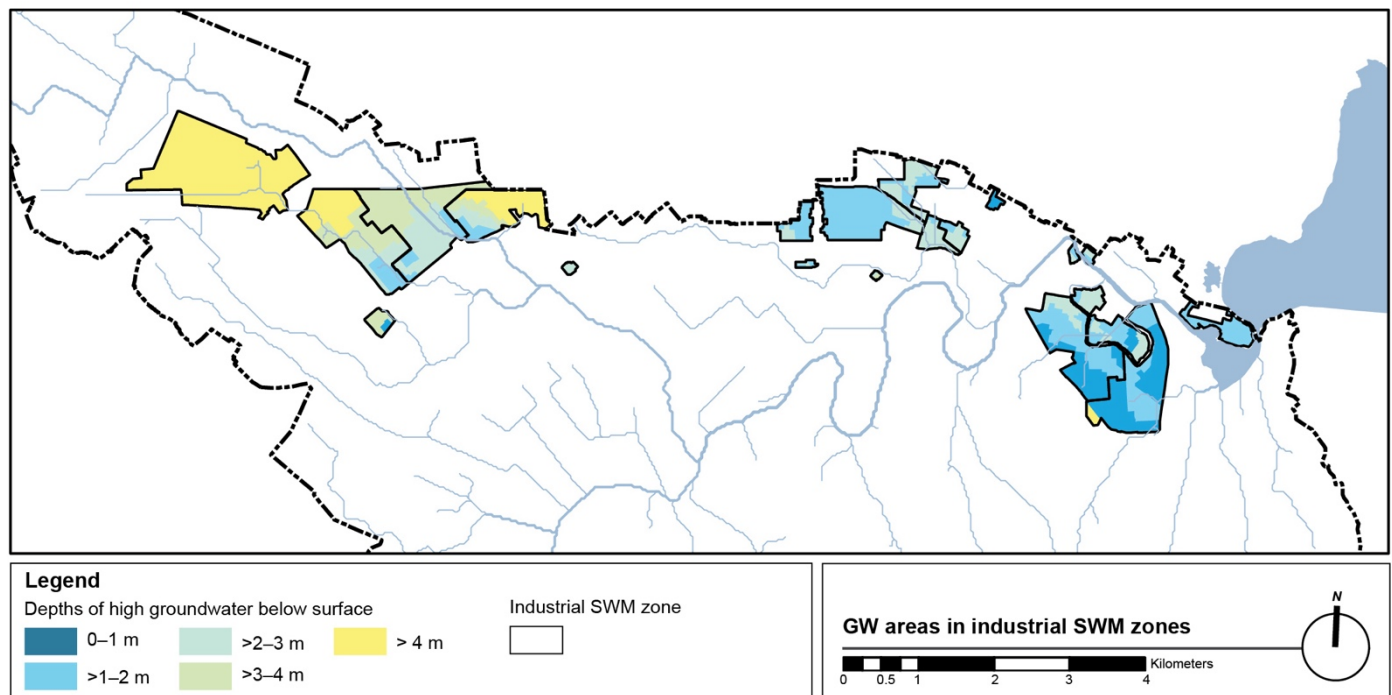 Legend
Depths of high groundwater below surface
0–1 m
>1–2 m
>2–3 m
>3–4 m
> 4 m
Industrial SWM zone
GW areas in industrial SWM zones
N
Kilometers
0 0.5 1 2 3 4